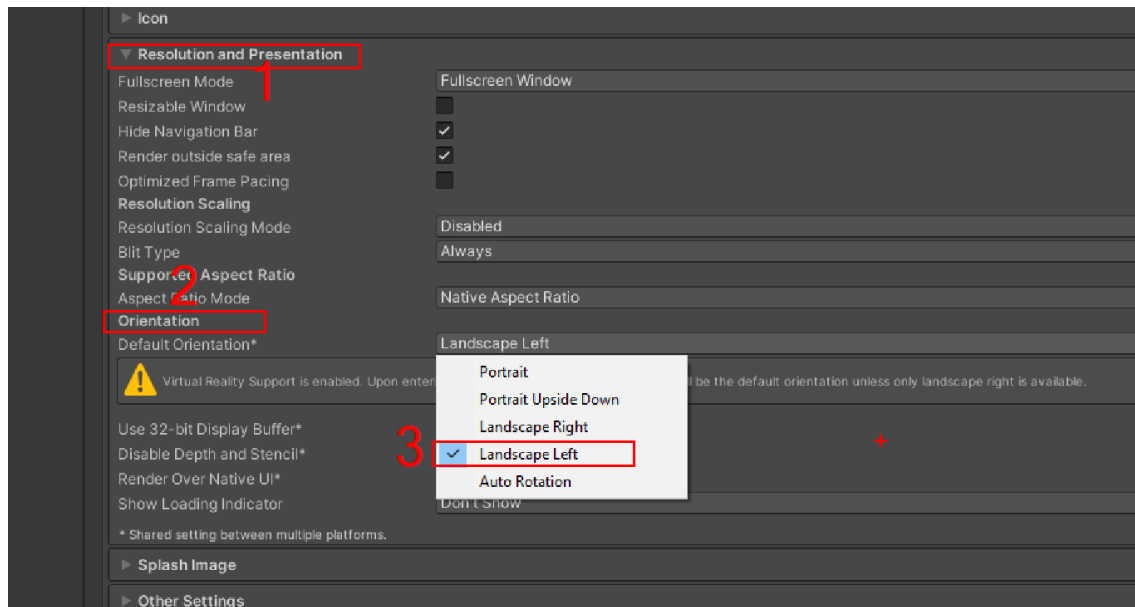 Icon
Resolution and Presentation
1
Fullscreen Mode Fullscreen Window
Resizable Window
Hide Navigation Bar
Render outside safe area
Optimized Frame Pacing
Resolution Scaling
Resolution Scaling Mode Disabled
Blit Type Always
2
Supported Aspect Ratio
Aspect Ratio Mode Native Aspect Ratio
Orientation
Default Orientation* Landscape Left
Portrait
Virtual Reality Support is enabled. Upon enter be the default orientation unless only landscape right is available.
Portrait Upside Down
Use 32-bit Display Buffer* Landscape Right
3
Disable Depth and Stencil* Landscape Left
Render Over Native UI* Auto Rotation
Show Loading Indicator Don't Show
* Shared setting between multiple platforms.
Splash Image
Other Settings